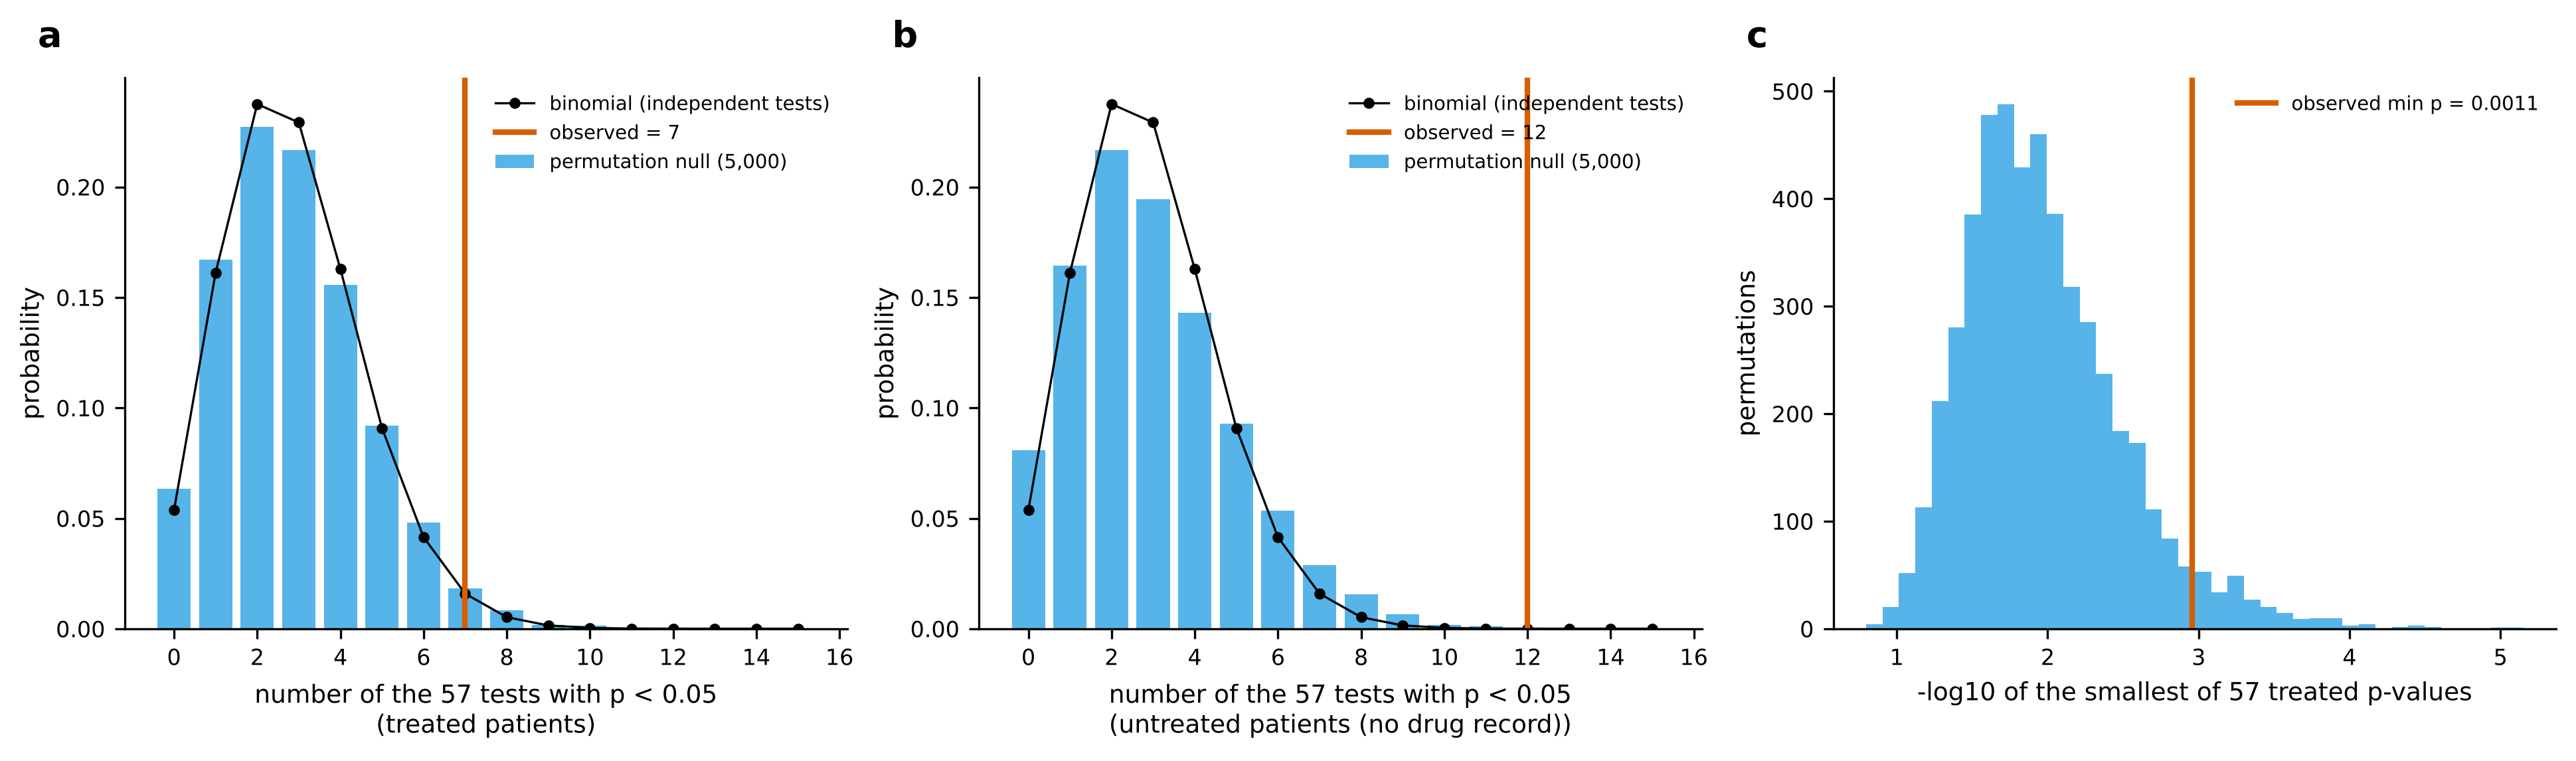 a
binomial (independent tests)
observed = 7
permutation null (5,000)
probability
0.20
0.15
0.10
0.05
0.00
0 2 4 6 8 10 12 14 16
number of the 57 tests with p < 0.05
(treated patients)
b
binomial (independent tests)
observed = 12
permutation null (5,000)
probability
0.20
0.15
0.10
0.05
0.00
0 2 4 6 8 10 12 14 16
number of the 57 tests with p < 0.05
(untreated patients (no drug record))
c
observed min p = 0.0011
permutations
500
400
300
200
100
0
1 2 3 4 5
-log10 of the smallest of 57 treated p-values